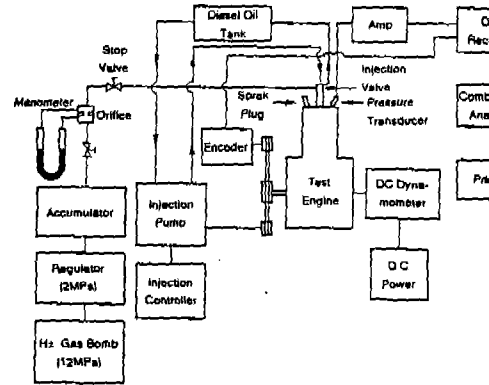 Diesel Oil
Tank
Amp
Stop
Valve
Injection
Valve
Manometer
Orifice
Sprak
Plug
Pressure
Transducer
Encoder
Accumulator
Injection
Pump
Test
Engine
DC Dyna-
mometer
Regulator
(2MPa)
Injection
Controller
DC
Power
H₂ Gas Bomb
(12MPa)